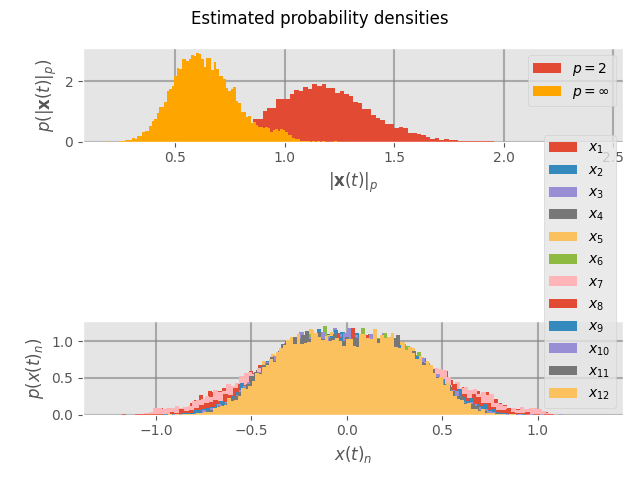 Estimated probability densities
p(|x(t)|ₚ)
2
0
p = 2
p = ∞
0.5 1.0 1.5 2.0 2.5
|x(t)|ₚ
x₁
x₂
x₃
x₄
x₅
x₆
x₇
x₈
x₉
x₁₀
x₁₁
x₁₂
p(x(t)ₙ)
1.0
0.5
0.0
−1.0 −0.5 0.0 0.5 1.0
x(t)ₙ